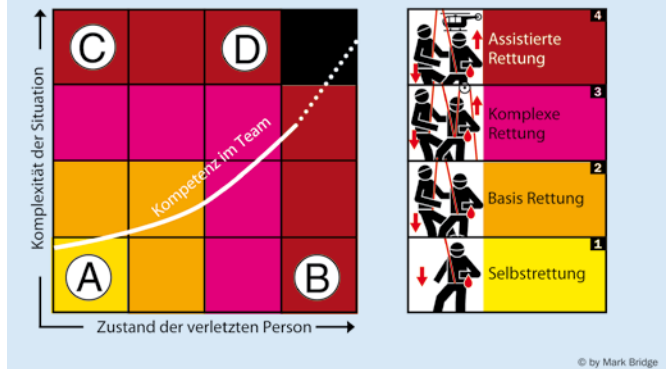 Komplexität der Situation
C
D
Kompetenz im Team
A
B
Zustand der verletzten Person
4
Assistierte
Rettung
3
Komplexe
Rettung
2
Basis Rettung
1
Selbstrettung
© by Mark Bridge